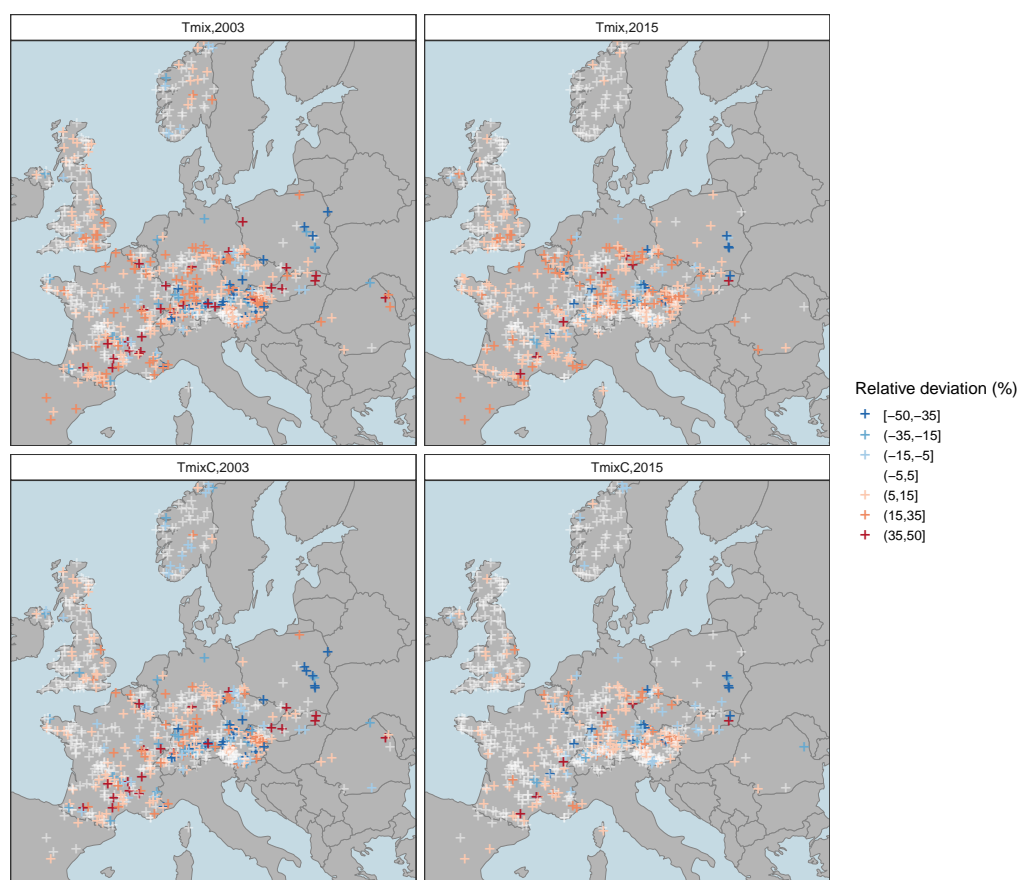 Tmix,2003
Tmix,2015
TmixC,2003
TmixC,2015
Relative deviation (%)
[−50,−35]
(−35,−15]
(−15,−5]
(−5,5]
(5,15]
(15,35]
(35,50]